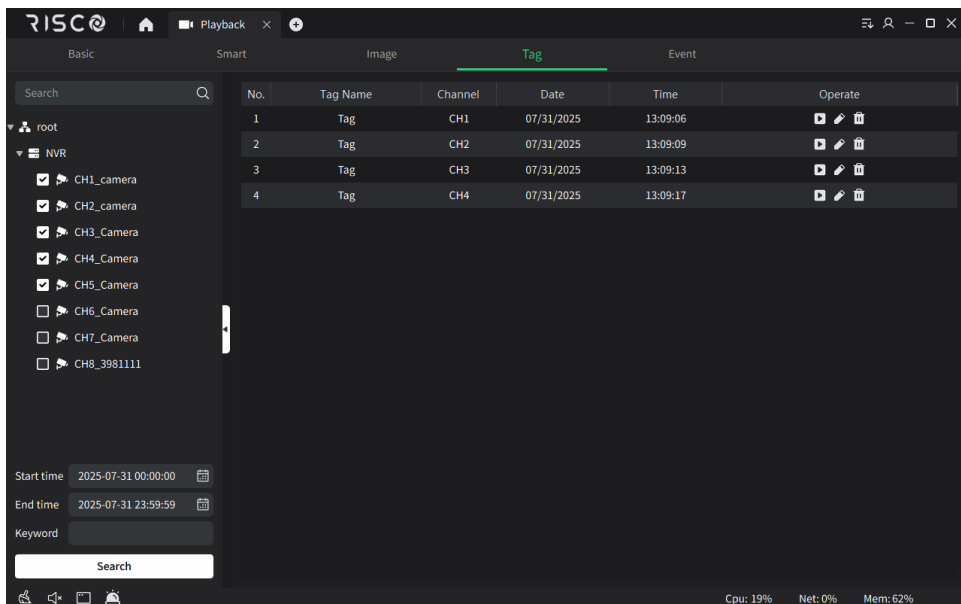 RISCO
Playback
Basic Smart Image Tag Event
Search
root
NVR
CH1_camera
CH2_camera
CH3_Camera
CH4_Camera
CH5_Camera
CH6_Camera
CH7_Camera
CH8_3981111
Start time 2025-07-31 00:00:00
End time 2025-07-31 23:59:59
Keyword
Search
No. Tag Name Channel Date Time Operate
1 Tag CH1 07/31/2025 13:09:06
2 Tag CH2 07/31/2025 13:09:09
3 Tag CH3 07/31/2025 13:09:13
4 Tag CH4 07/31/2025 13:09:17
Cpu: 19% Net: 0% Mem: 62%